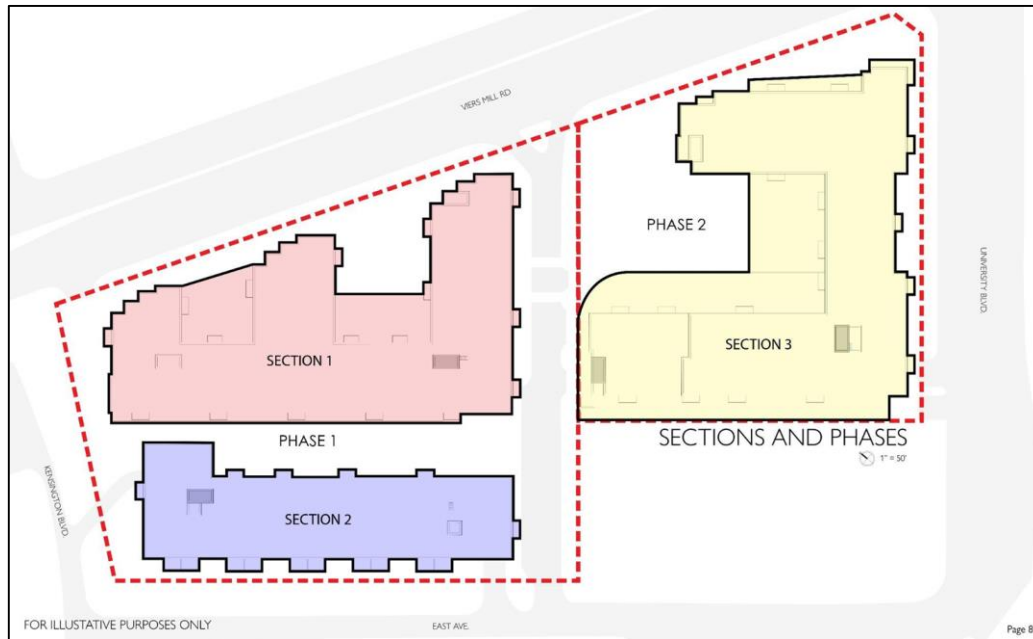 VIERS MILL RD
PHASE 2
UNIVERSITY BLVD.
SECTION 1
SECTION 3
PHASE 1
SECTIONS AND PHASES
1" = 50'
KENSINGTON BLVD.
SECTION 2
FOR ILLUSTATIVE PURPOSES ONLY
EAST AVE.
Page 8